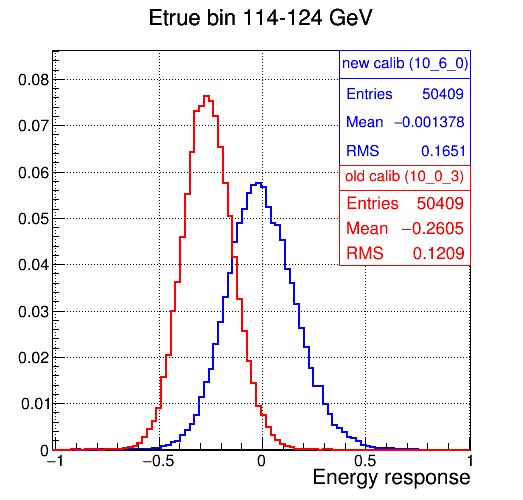 Etrue bin 114-124 GeV
new calib (10_6_0)
Entries 50409
Mean −0.001378
RMS 0.1651
old calib (10_0_3)
Entries 50409
Mean −0.2605
RMS 0.1209
0.08
0.07
0.06
0.05
0.04
0.03
0.02
0.01
0
−1 −0.5 0 0.5 1
Energy response